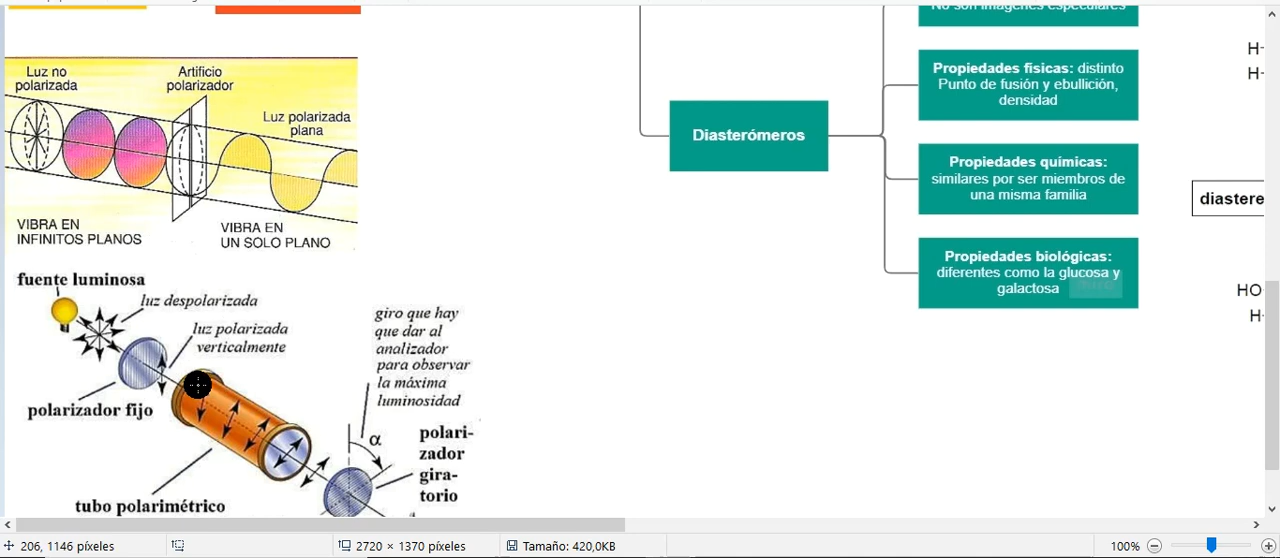 Luz no
polarizada
Artificio
polarizador
Luz polarizada
plana
VIBRA EN
INFINITOS PLANOS
VIBRA EN
UN SOLO PLANO
fuente luminosa
luz despolarizada
luz polarizada
verticalmente
giro que hay
que dar al
analizador
para observar
la máxima
luminosidad
polarizador fijo
α
polari-
zador
gira-
torio
tubo polarimétrico
No son imágenes especulares
Diasterómeros
Propiedades físicas: distinto
Punto de fusión y ebullición,
densidad
Propiedades químicas:
similares por ser miembros de
una misma familia
Propiedades biológicas:
diferentes como la glucosa y
galactosa
H-
H-
diastere
HO
H-
206, 1146 píxeles
2720 × 1370 píxeles
Tamaño: 420,0KB
100%